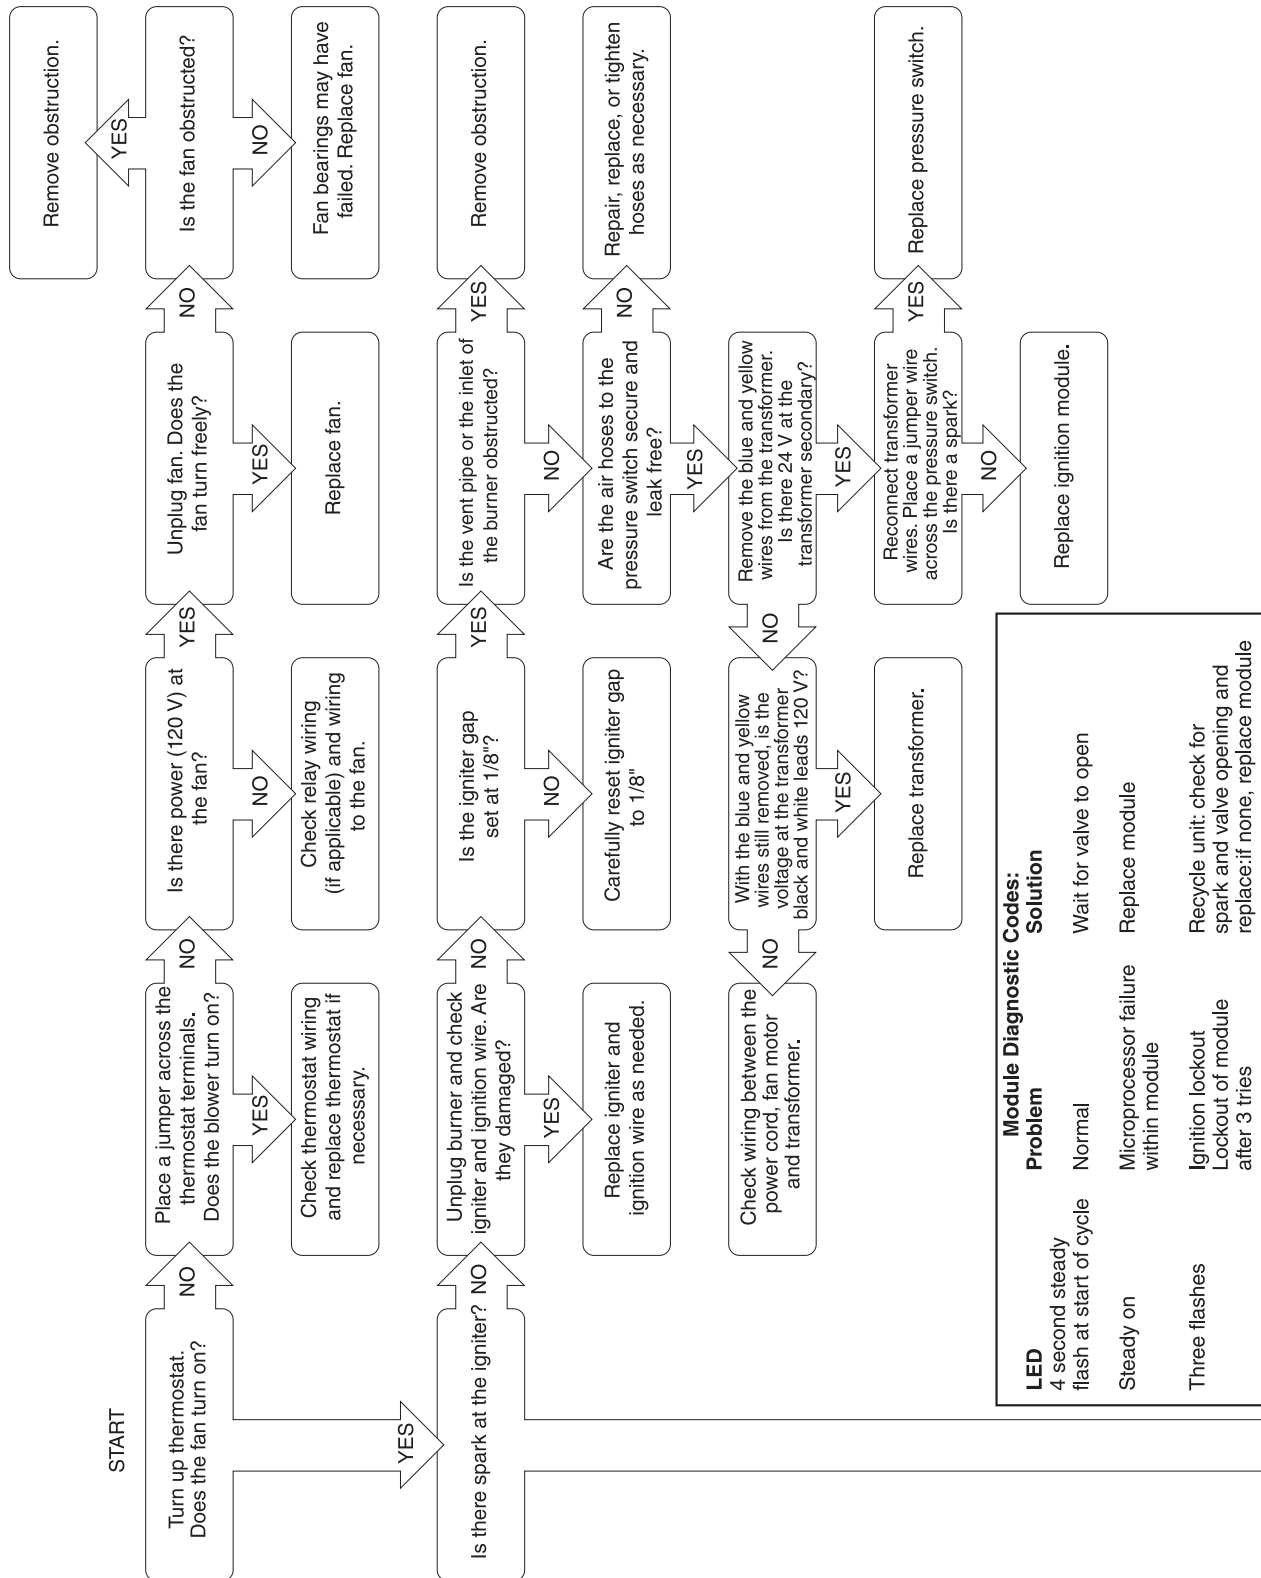 START
Turn up thermostat.
Does the fan turn on?
NO
Place a jumper across the
thermostat terminals.
Does the blower turn on?
NO
Is there power (120 V) at
the fan?
YES
Unplug fan. Does the
fan turn freely?
NO
Is the fan obstructed?
YES
Remove obstruction.
NO
Fan bearings may have
failed. Replace fan.
YES
Check thermostat wiring
and replace thermostat if
necessary.
NO
Check relay wiring
(if applicable) and wiring
to the fan.
YES
Replace fan.
YES
Is there spark at the igniter?
NO
Unplug burner and check
igniter and ignition wire. Are
they damaged?
NO
Is the igniter gap
set at 1/8"?
YES
Is the vent pipe or the inlet of
the burner obstructed?
YES
Remove obstruction.
YES
Replace igniter and
ignition wire as needed.
NO
Carefully reset igniter gap
to 1/8"
NO
Are the air hoses to the
pressure switch secure and
leak free?
NO
Repair, replace, or tighten
hoses as necessary.
YES
Remove the blue and yellow
wires from the transformer.
Is there 24 V at the
transformer secondary?
NO
With the blue and yellow
wires still removed, is the
voltage at the transformer
black and white leads 120 V?
NO
Check wiring between the
power cord, fan motor
and transformer.
YES
Replace transformer.
YES
Reconnect transformer
wires. Place a jumper wire
across the pressure switch.
Is there a spark?
YES
Replace pressure switch.
NO
Replace ignition module.
Module Diagnostic Codes:
LED Problem Solution
4 second steady
flash at start of cycle Normal Wait for valve to open
Steady on Microprocessor failure Replace module
within module
Three flashes Ignition lockout Recycle unit: check for
Lockout of module spark and valve opening and
after 3 tries replace:if none, replace module